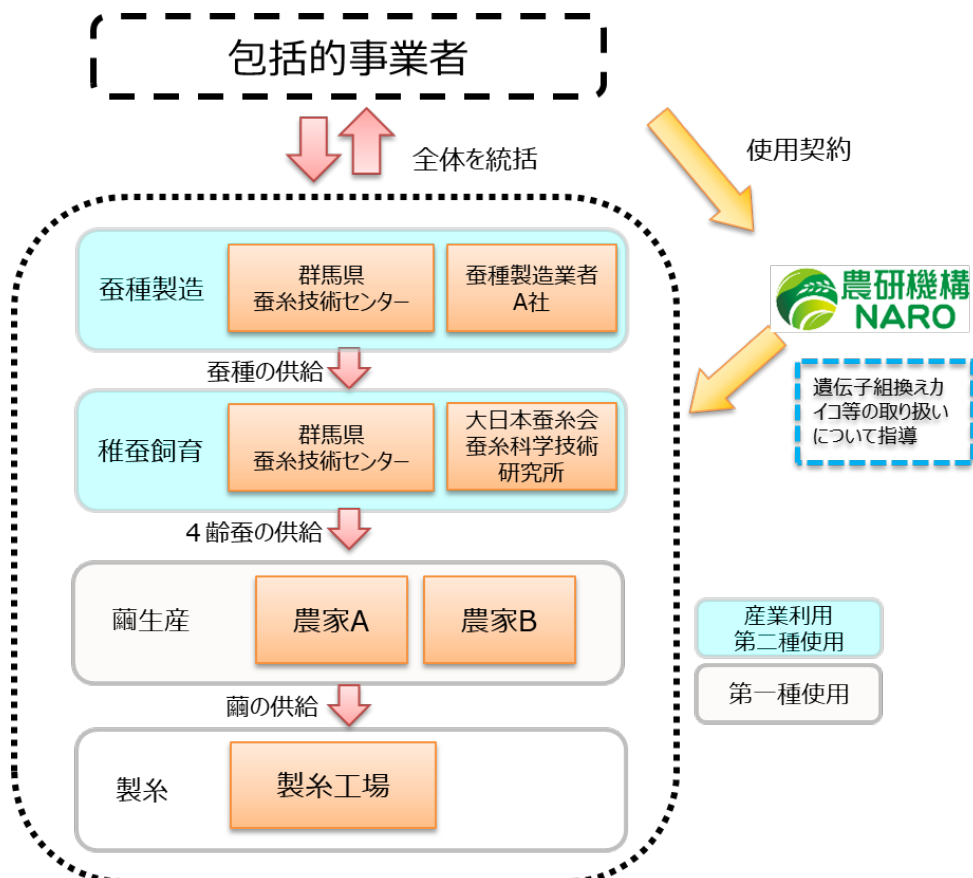 包括的事業者
全体を統括
使用契約
蚕種製造
群馬県
蚕糸技術センター
蚕種製造業者
A社
農研機構
NARO
蚕種の供給
遺伝子組換えカ
イコ等の取り扱い
について指導
稚蚕飼育
群馬県
蚕糸技術センター
大日本蚕糸会
蚕糸科学技術
研究所
４齢蚕の供給
繭生産
農家A
農家B
産業利用
第二種使用
第一種使用
繭の供給
製糸
製糸工場